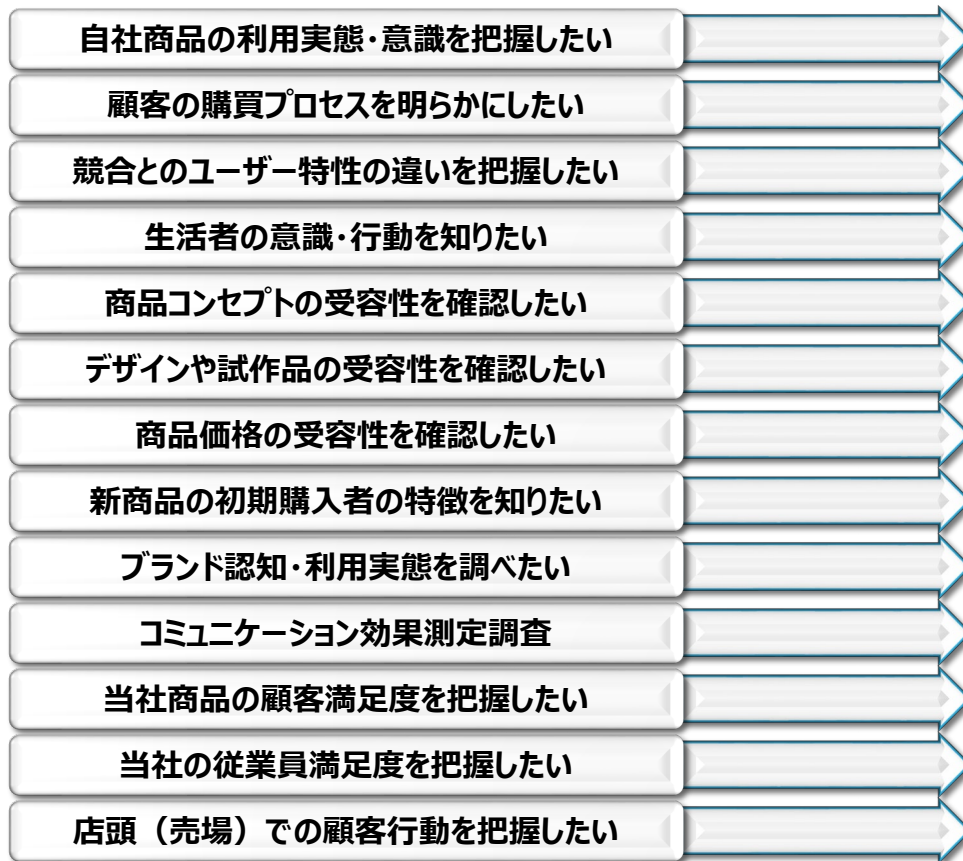 自社商品の利用実態・意識を把握したい
顧客の購買プロセスを明らかにしたい
競合とのユーザー特性の違いを把握したい
生活者の意識・行動を知りたい
商品コンセプトの受容性を確認したい
デザインや試作品の受容性を確認したい
商品価格の受容性を確認したい
新商品の初期購入者の特徴を知りたい
ブランド認知・利用実態を調べたい
コミュニケーション効果測定調査
当社商品の顧客満足度を把握したい
当社の従業員満足度を把握したい
店頭（売場）での顧客行動を把握したい